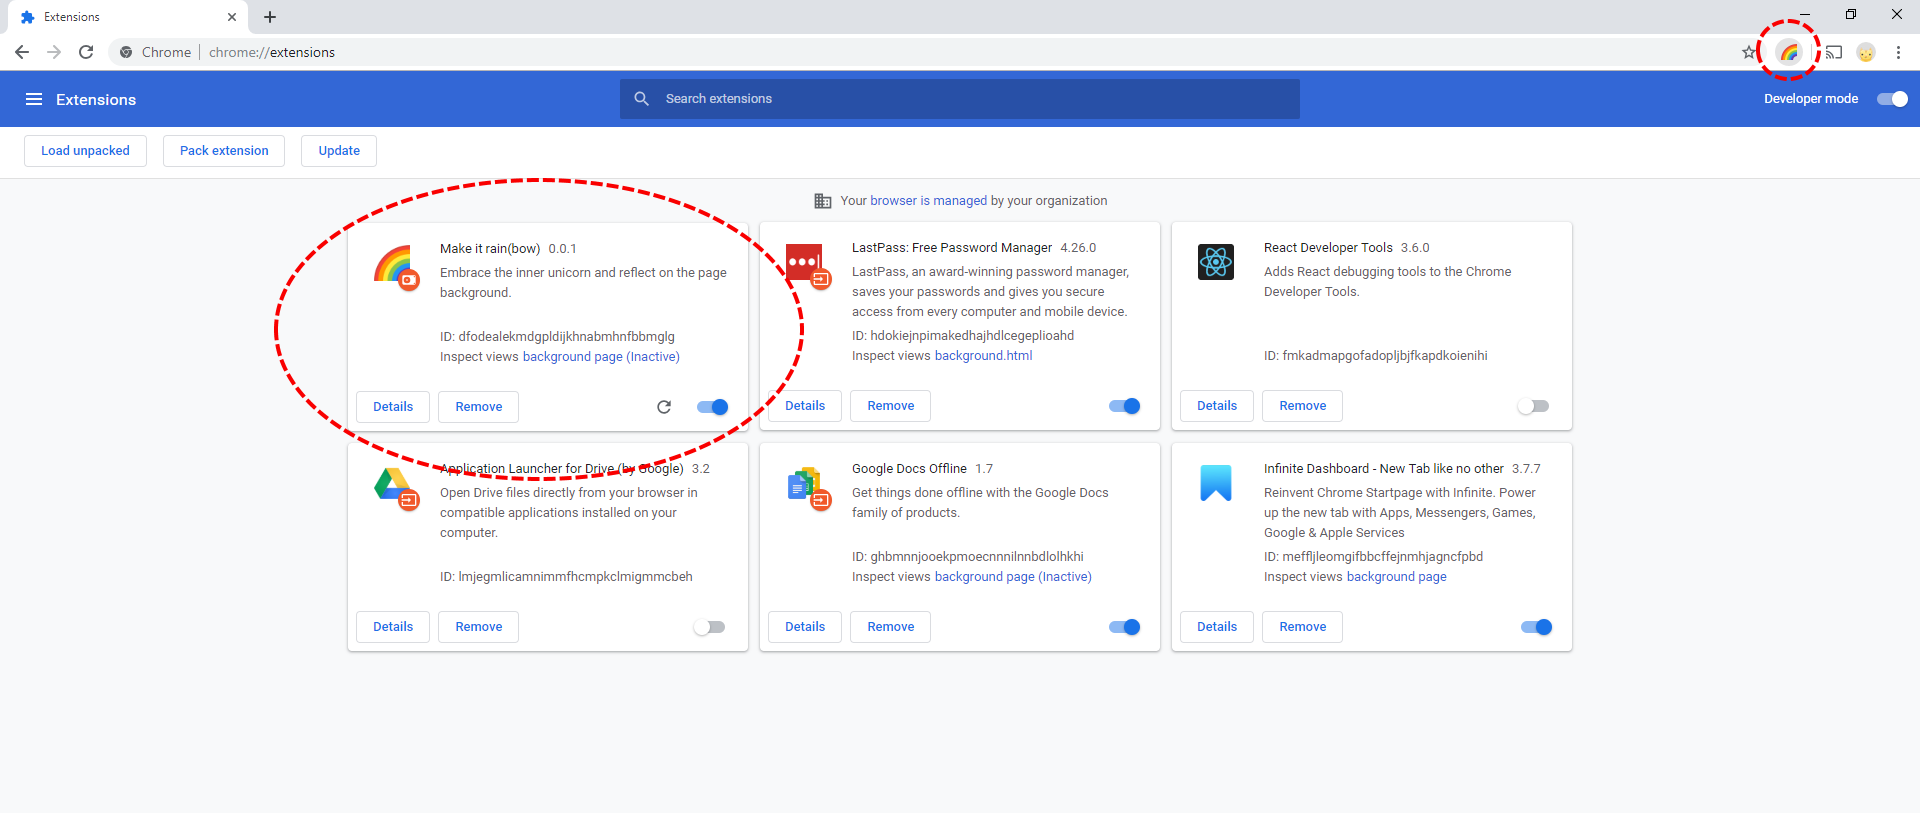 Extensions
Chrome
chrome://extensions
Extensions
Search extensions
Developer mode
Load unpacked
Pack extension
Update
Your browser is managed by your organization
Make it rain(bow) 0.0.1
Embrace the inner unicorn and reflect on the page
background.
ID: dfodealekmdgpldijkhnabmhnfbbmglg
Inspect views background page (Inactive)
Details
Remove
LastPass: Free Password Manager 4.26.0
LastPass, an award-winning password manager,
saves your passwords and gives you secure
access from every computer and mobile device.
ID: hdokiejnpimakedhajhdlcegeplioahd
Inspect views background.html
Details
Remove
React Developer Tools 3.6.0
Adds React debugging tools to the Chrome
Developer Tools.
ID: fmkadmapgofadopljbjfkapdkoienihi
Details
Remove
Application Launcher for Drive (by Google) 3.2
Open Drive files directly from your browser in
compatible applications installed on your
computer.
ID: lmjegmlicamnimmfhcmpkclmigmmcbeh
Details
Remove
Google Docs Offline 1.7
Get things done offline with the Google Docs
family of products.
ID: ghbmnnjooekpmoecnnnilnnbdlolhkhi
Inspect views background page (Inactive)
Details
Remove
Infinite Dashboard - New Tab like no other 3.7.7
Reinvent Chrome Startpage with Infinite. Power
up the new tab with Apps, Messengers, Games,
Google & Apple Services
ID: meffljleomgifbbcffejnmhjagncfpbd
Inspect views background page
Details
Remove